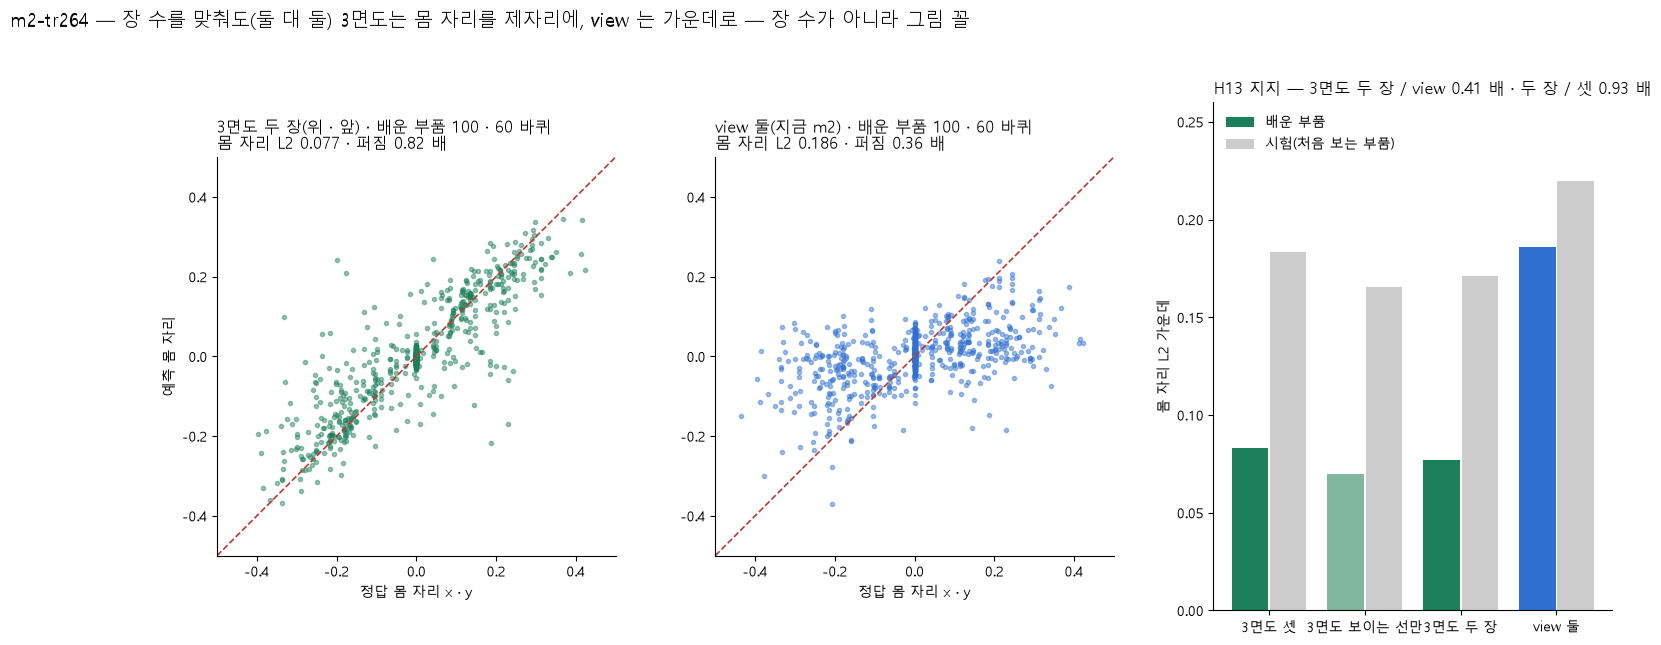 m2-tr264 — 장 수를 맞춰도(둘 대 둘) 3면도는 몸 자리를 제자리에, view 는 가운데로 — 장 수가 아니라 그림 꼴
3면도 두 장(위 · 앞) · 배운 부품 100 · 60 바퀴
몸 자리 L2 0.077 · 퍼짐 0.82 배
0.4
0.2
0.0
-0.2
-0.4
예측 몸 자리
-0.4 -0.2 0.0 0.2 0.4
정답 몸 자리 x · y
view 둘(지금 m2) · 배운 부품 100 · 60 바퀴
몸 자리 L2 0.186 · 퍼짐 0.36 배
0.4
0.2
0.0
-0.2
-0.4
-0.4 -0.2 0.0 0.2 0.4
정답 몸 자리 x · y
H13 지지 — 3면도 두 장 / view 0.41 배 · 두 장 / 셋 0.93 배
배운 부품
시험(처음 보는 부품)
0.25
0.20
0.15
0.10
0.05
0.00
몸 자리 L2 가운데
3면도 셋 3면도 보이는 선만 3면도 두 장 view 둘